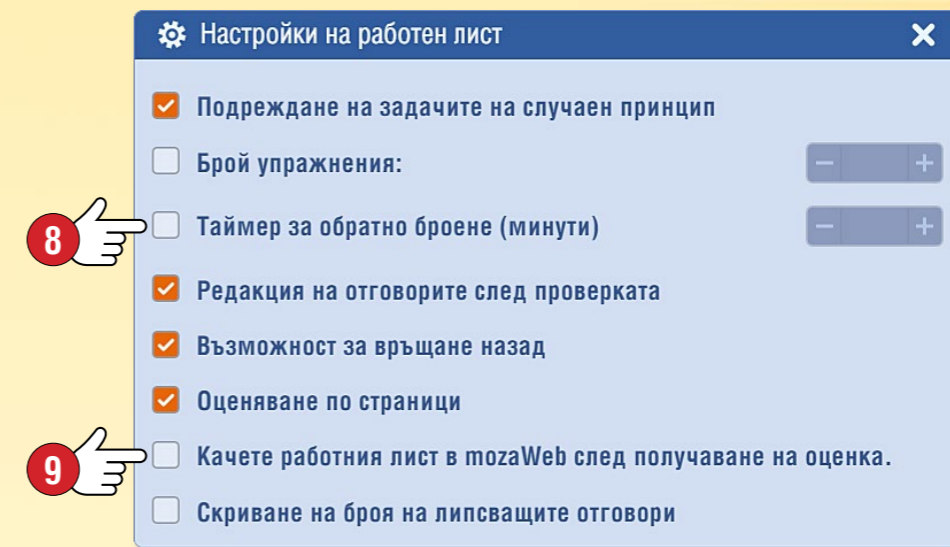 Настройки на работен лист
Подреждане на задачите на случаен принцип
Брой упражнения:
8 Таймер за обратно броене (минути)
Редакция на отговорите след проверката
Възможност за връщане назад
Оценяване по страници
9 Качете работния лист в mozaWeb след получаване на оценка.
Скриване на броя на липсващите отговори